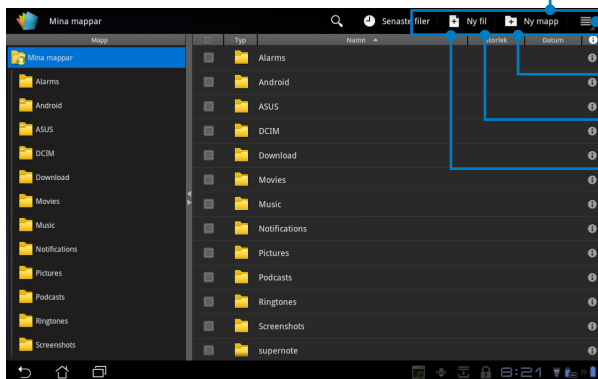 Mina mappar Senaste filer Ny fil Ny mapp
Mapp Typ Namn Storlek Datum
Mina mappar Alarms
Alarms Android
Android ASUS
ASUS DCIM
DCIM Download
Download Movies
Movies Music
Music Notifications
Notifications Pictures
Pictures Podcasts
Podcasts Ringtones
Ringtones Screenshots
Screenshots supernote
8:21